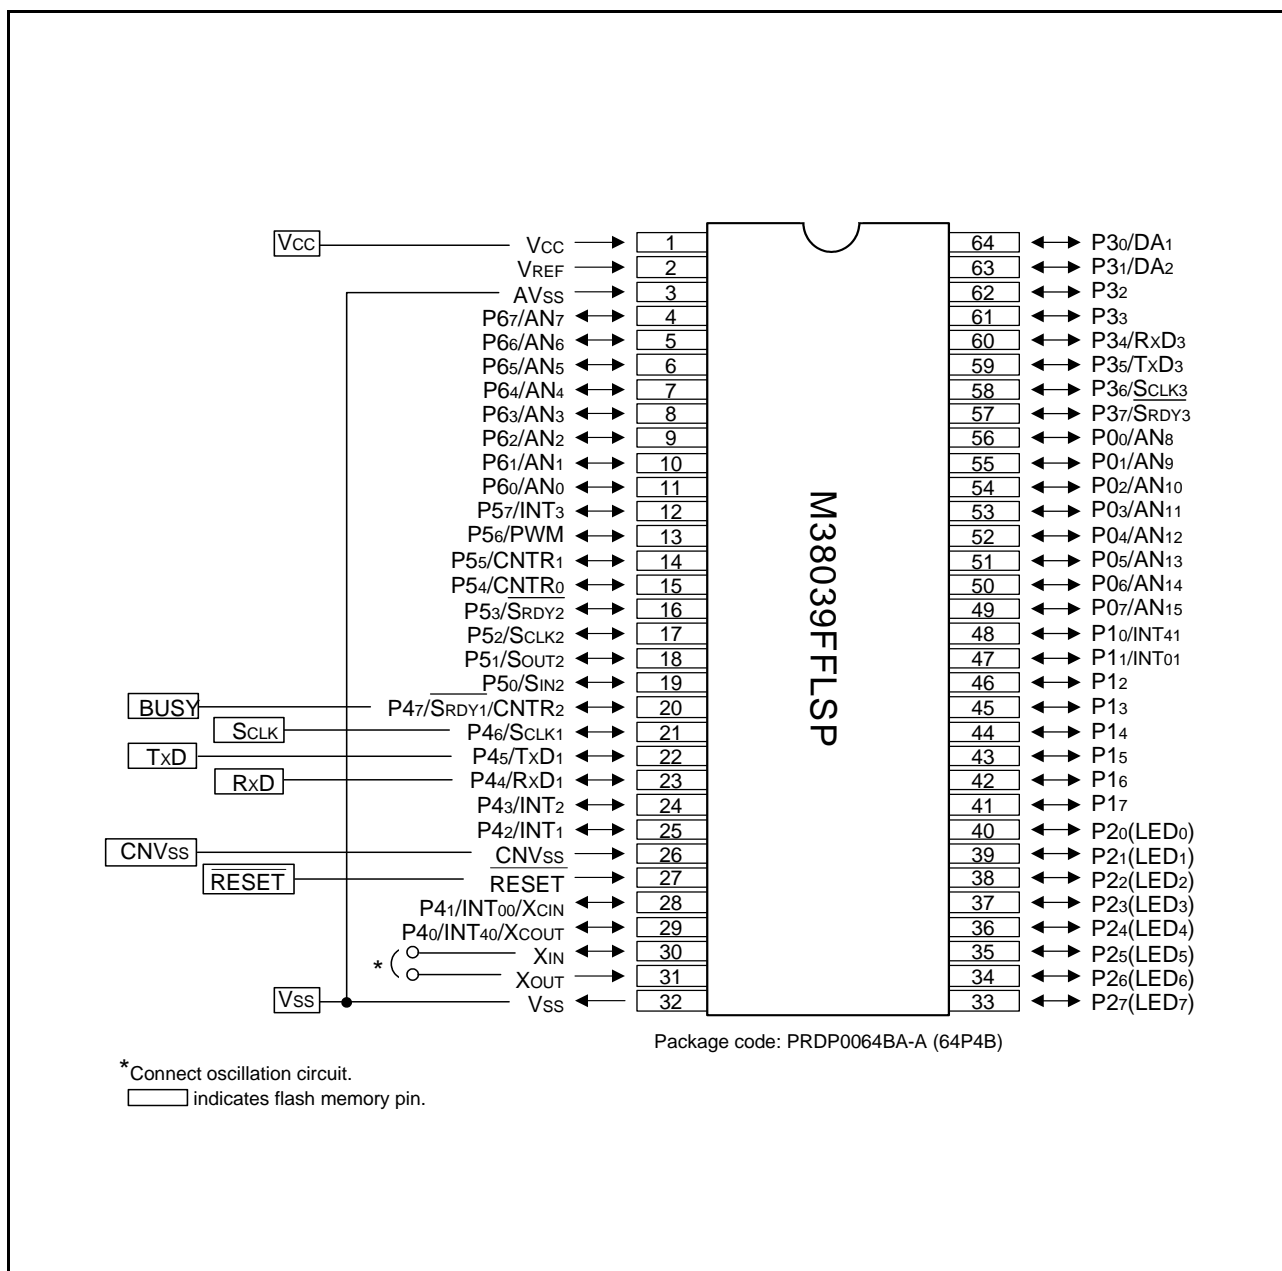 VCC VCC 1 64 P30/DA1
VREF 2 63 P31/DA2
AVSS 3 62 P32
P67/AN7 4 61 P33
P66/AN6 5 60 P34/RXD3
P65/AN5 6 59 P35/TXD3
P64/AN4 7 58 P36/SCLK3
P63/AN3 8 57 P37/S̅R̅D̅Y̅3̅
P62/AN2 9 56 P00/AN8
P61/AN1 10 55 P01/AN9
P60/AN0 11 54 P02/AN10
P57/INT3 12 53 P03/AN11
P56/PWM 13 52 P04/AN12
P55/CNTR1 14 51 P05/AN13
P54/CNTR0 15 50 P06/AN14
P53/S̅R̅D̅Y̅2̅ 16 49 P07/AN15
P52/SCLK2 17 48 P10/INT41
P51/SOUT2 18 47 P11/INT01
P50/SIN2 19 46 P12
BUSY P47/S̅R̅D̅Y̅1̅/CNTR2 20 45 P13
SCLK P46/SCLK1 21 44 P14
TXD P45/TXD1 22 43 P15
RXD P44/RXD1 23 42 P16
P43/INT2 24 41 P17
P42/INT1 25 40 P20(LED0)
CNVSS CNVSS 26 39 P21(LED1)
R̅E̅S̅E̅T̅ R̅E̅S̅E̅T̅ 27 38 P22(LED2)
P41/INT00/XCIN 28 37 P23(LED3)
P40/INT40/XCOUT 29 36 P24(LED4)
* XIN 30 35 P25(LED5)
XOUT 31 34 P26(LED6)
VSS VSS 32 33 P27(LED7)
M38039FFLSP
Package code: PRDP0064BA-A (64P4B)
*Connect oscillation circuit.
indicates flash memory pin.